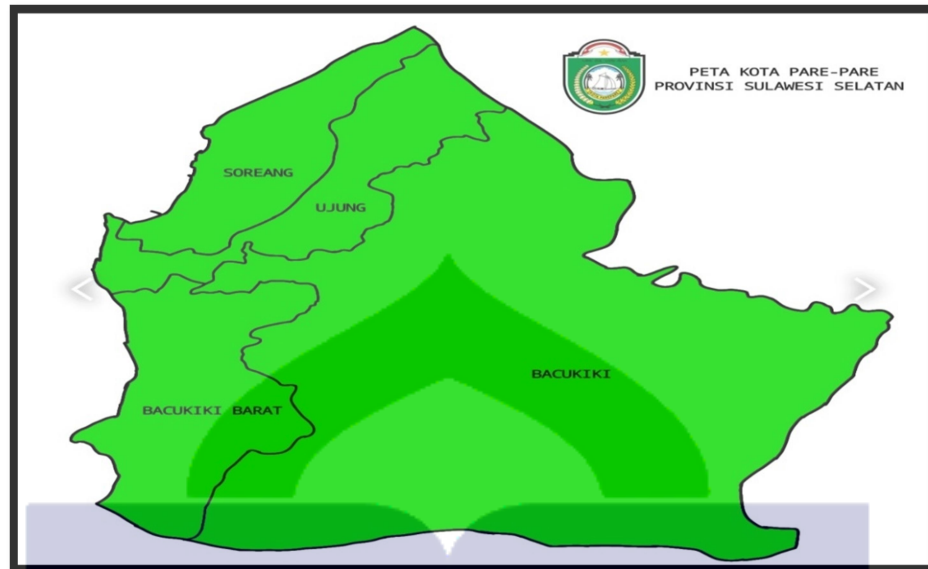 PETA KOTA PARE-PARE
PROVINSI SULAWESI SELATAN
SOREANG
UJUNG
BACUKIKI
BACUKIKI BARAT